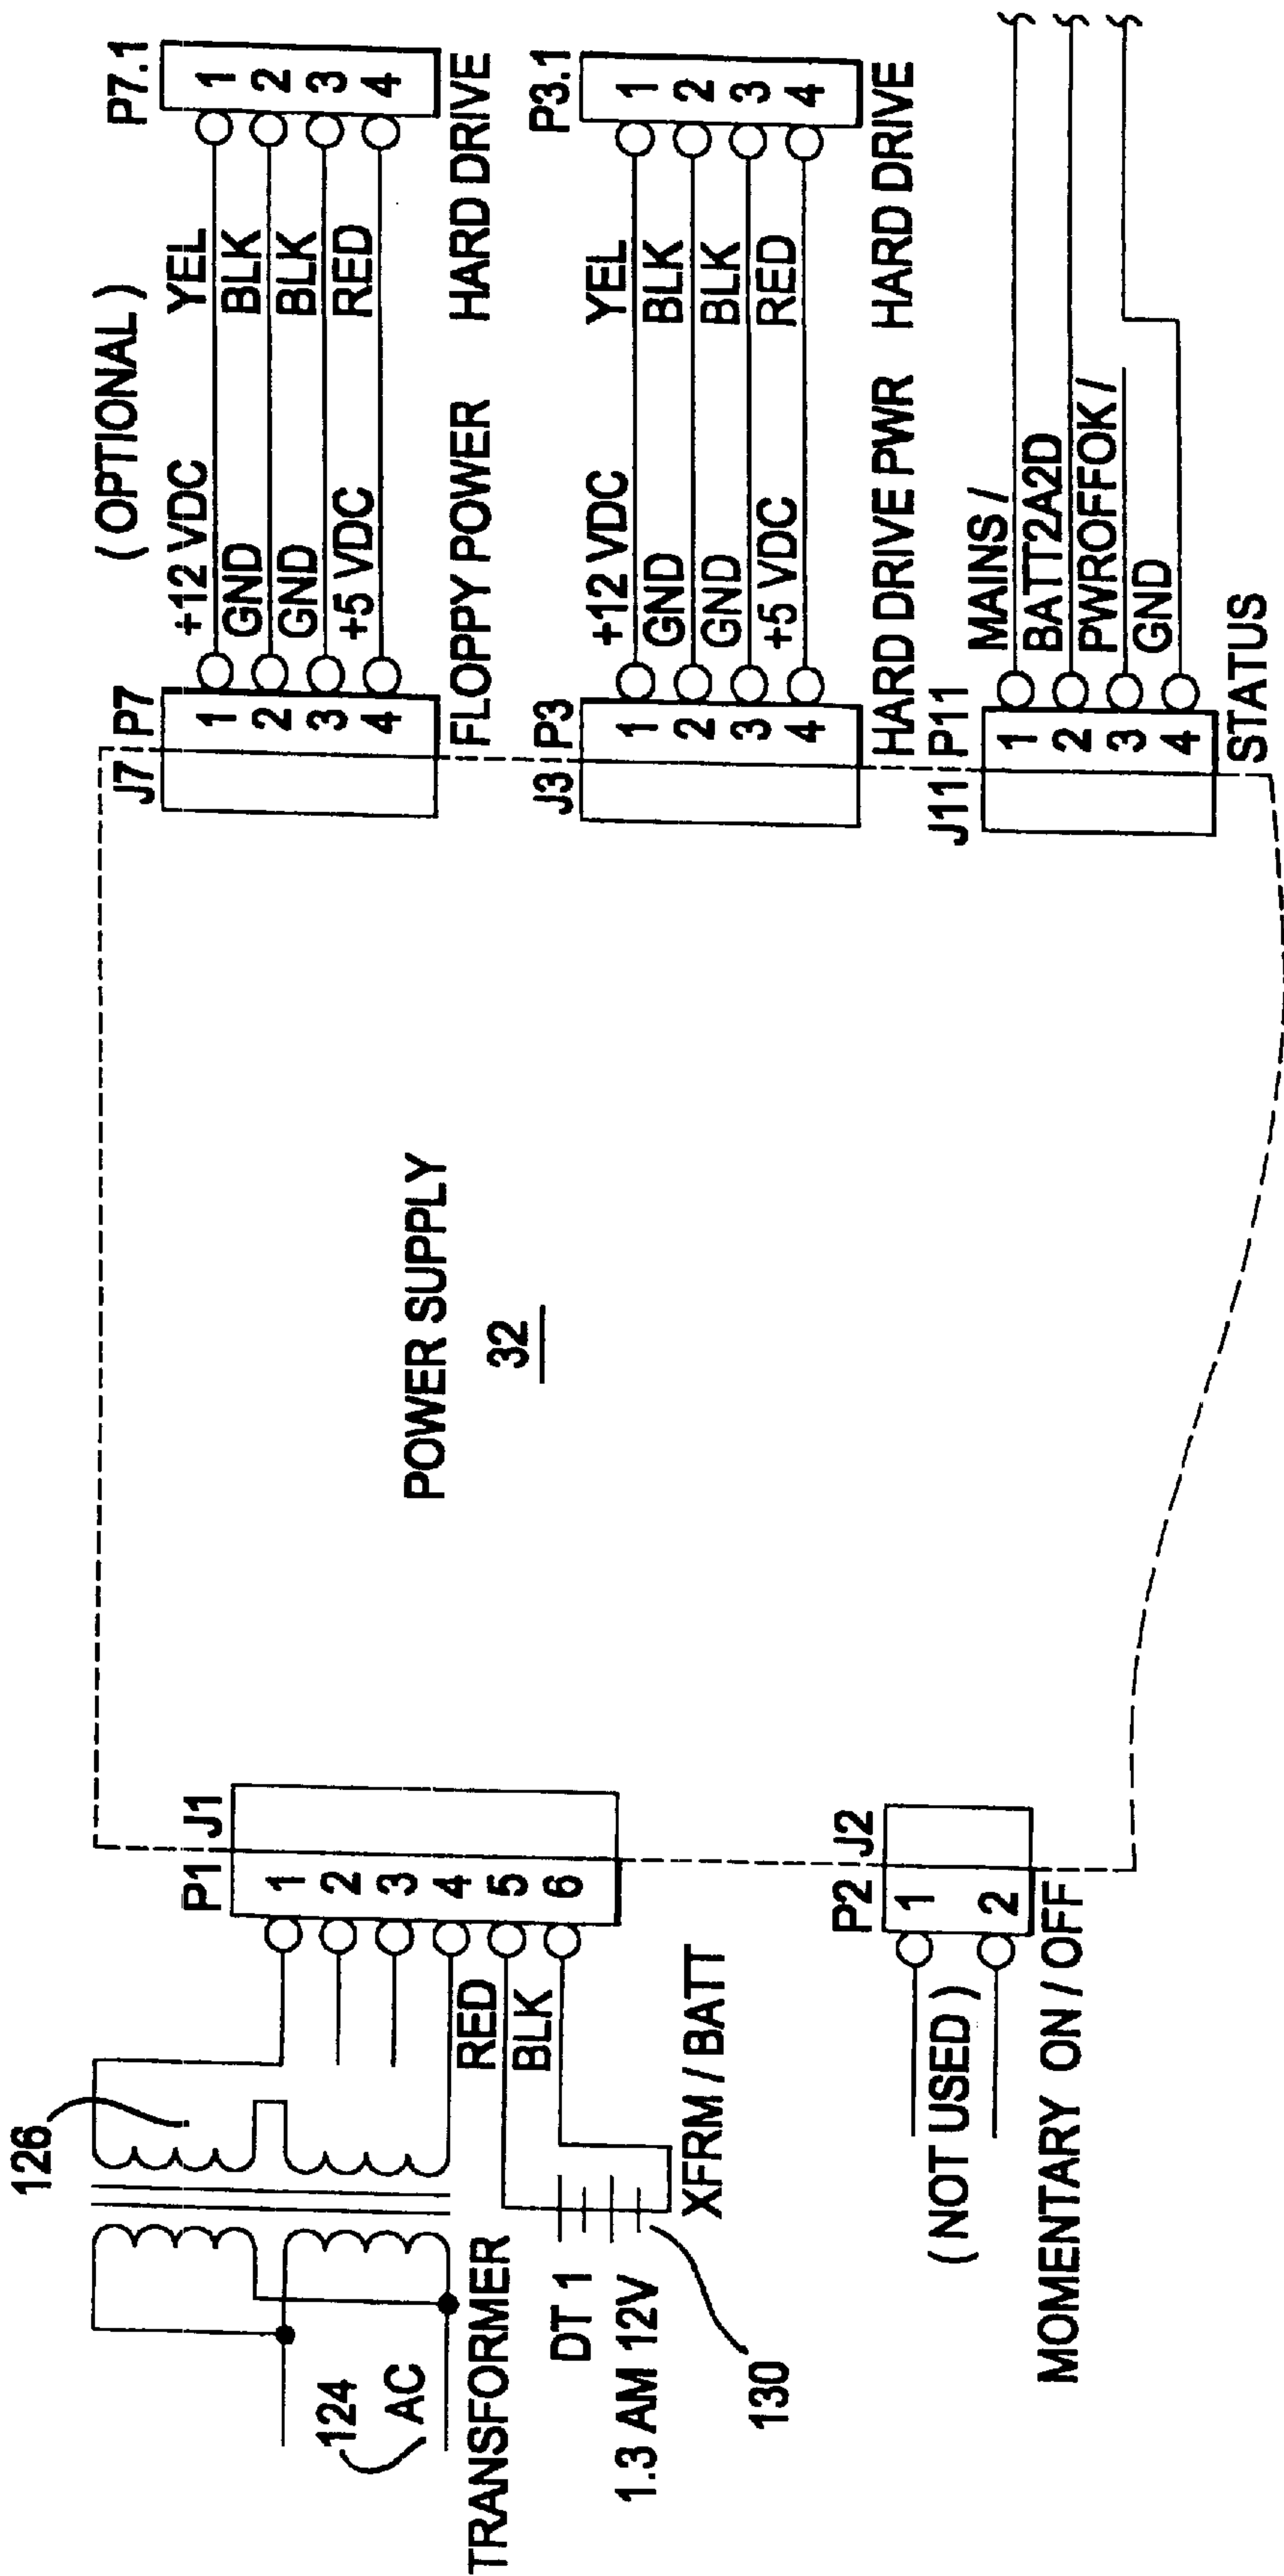 126
124
AC
TRANSFORMER
DT 1
1.3 AM 12V
130
XFRM / BATT
RED
BLK
P1 J1
1
2
3
4
5
6
( NOT USED )
P2 J2
1
2
MOMENTARY ON / OFF
POWER SUPPLY
32
( OPTIONAL )
J7 P7
1
2
3
4
+12 VDC YEL
GND BLK
GND BLK
+5 VDC RED
P7.1
1
2
3
4
FLOPPY POWER HARD DRIVE
J3 P3
1
2
3
4
+12 VDC YEL
GND BLK
GND BLK
+5 VDC RED
P3.1
1
2
3
4
HARD DRIVE PWR HARD DRIVE
J11 P11
1
2
3
4
MAINS /
BATT2A2D
PWROFFOK /
GND
STATUS